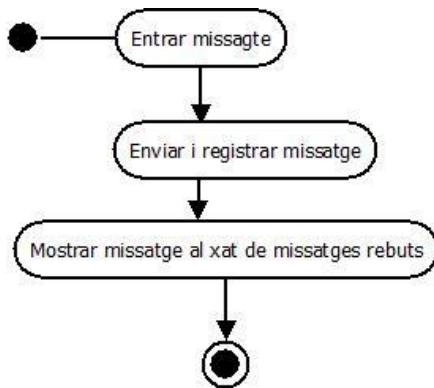 Entrar missagte
Enviar i registrar missatge
Mostrar missatge al xat de missatges rebuts